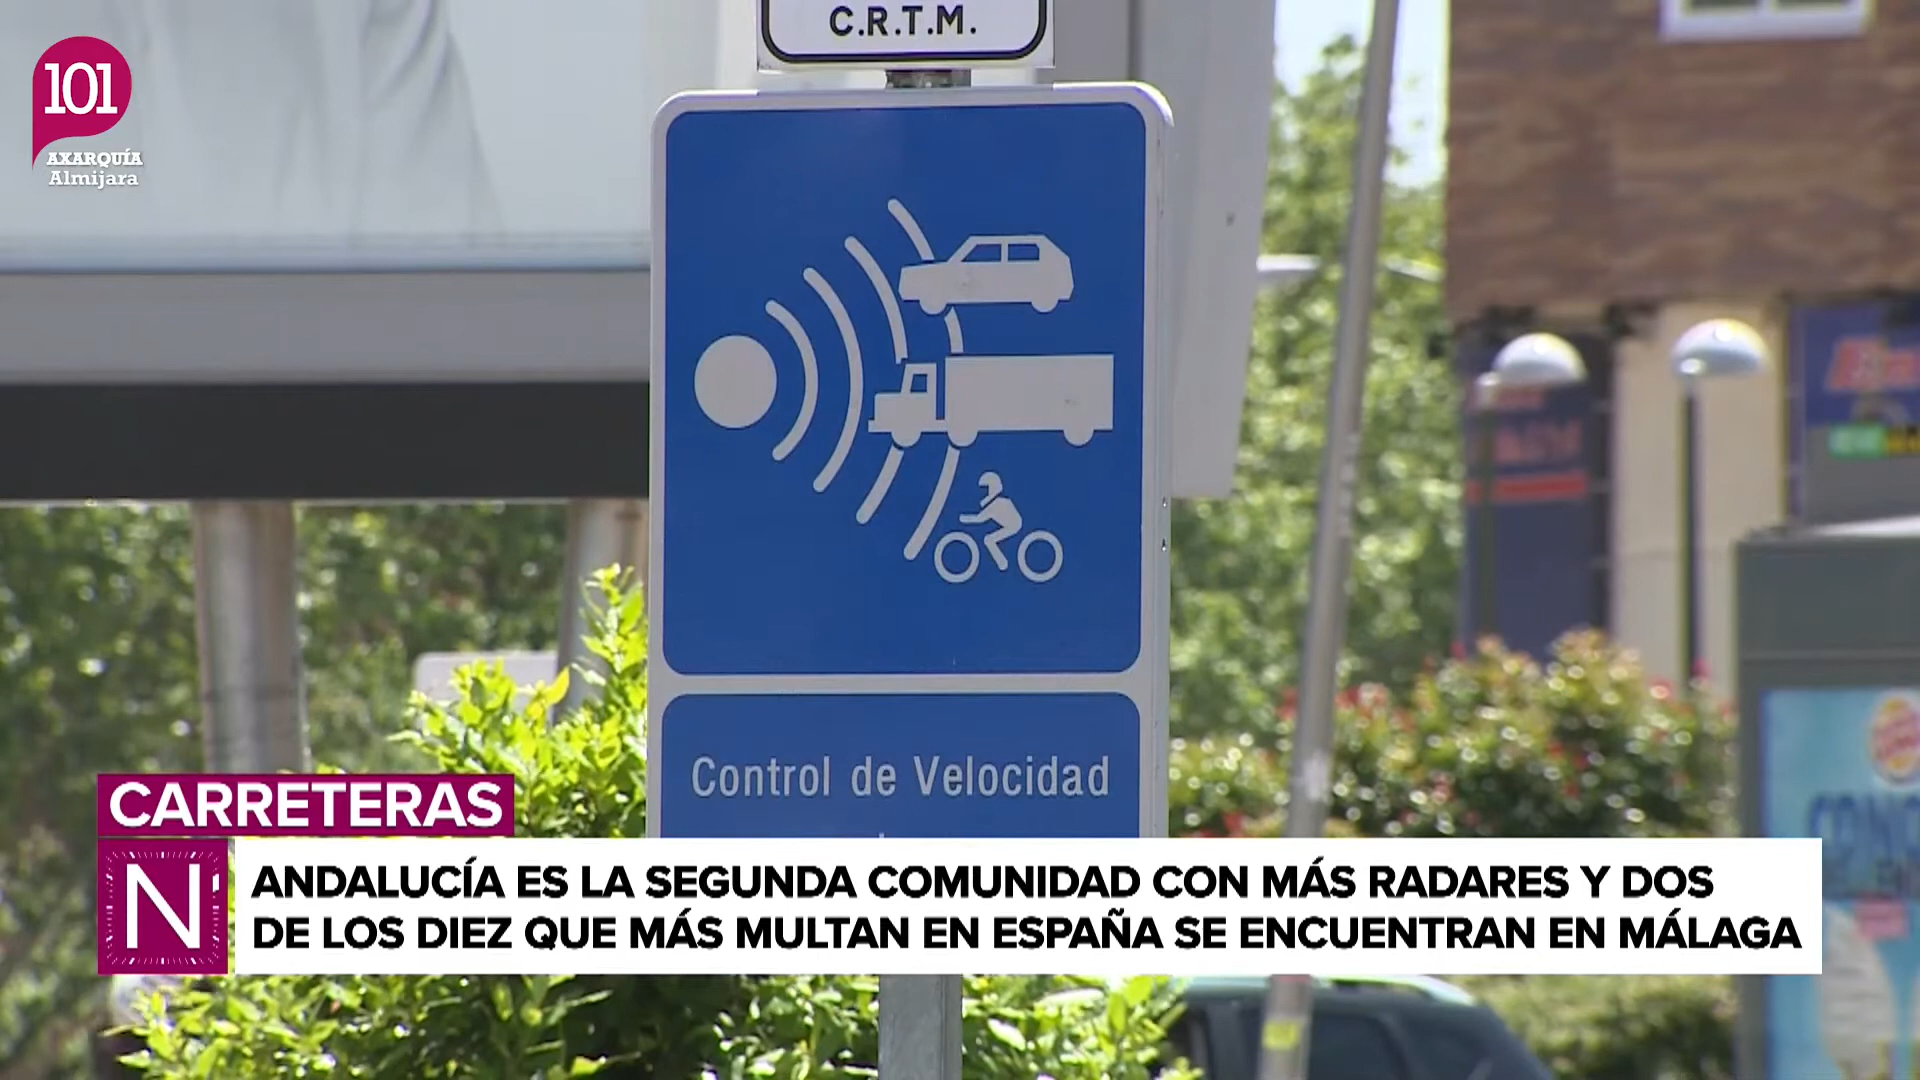 C.R.T.M.
101
AXARQUÍA
Almijara
Control de Velocidad
CARRETERAS
N
ANDALUCÍA ES LA SEGUNDA COMUNIDAD CON MÁS RADARES Y DOS
DE LOS DIEZ QUE MÁS MULTAN EN ESPAÑA SE ENCUENTRAN EN MÁLAGA